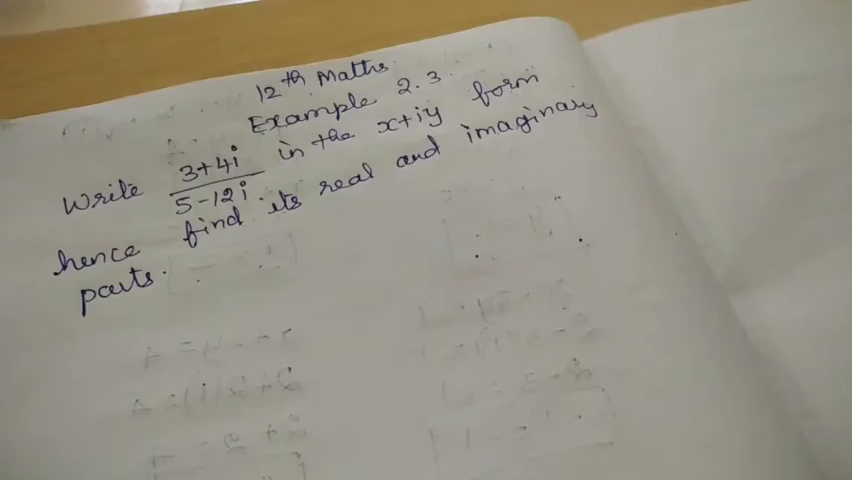 12th Maths
Example 2.3.
Write 3+4i/5-12i in the x+iy form
hence find its real and imaginary
parts.